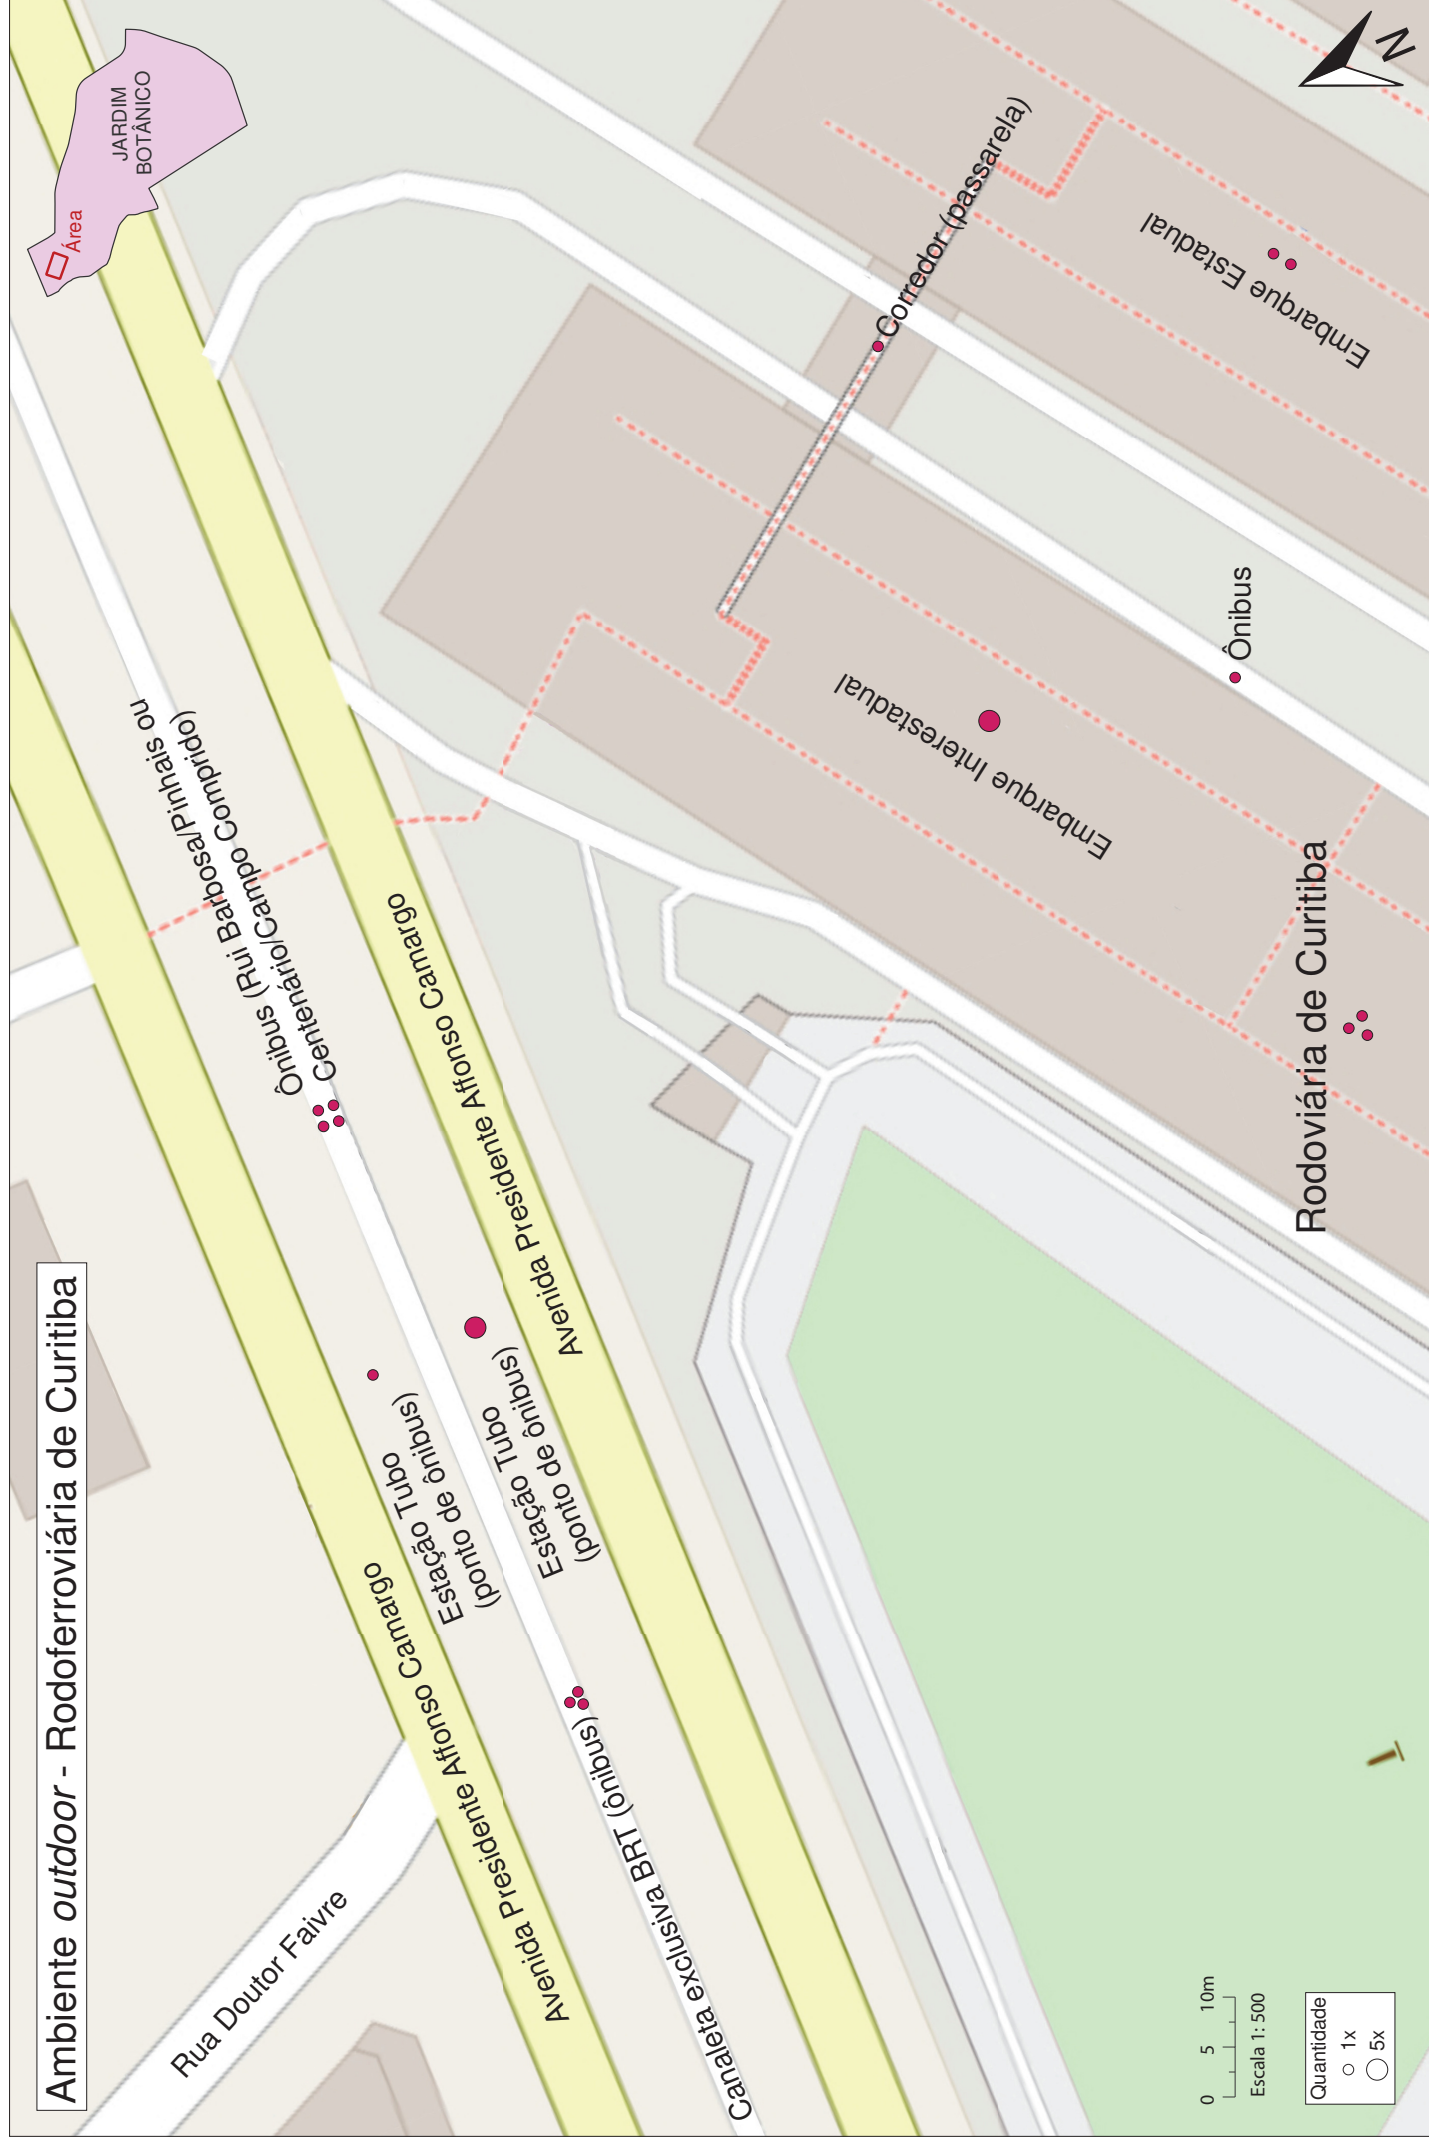 Ambiente outdoor - Rodoferroviária de Curitiba
JARDIM
BOTÂNICO
Área
Rua Doutor Faivre
Avenida Presidente Affonso Camargo
Canaleta exclusiva BRT (ônibus)
Estação Tubo
(ponto de ônibus)
Estação Tubo
(ponto de ônibus)
Ônibus (Rui Barbosa/Pinhais ou
Centenário/Campo Comprido)
Avenida Presidente Affonso Camargo
Corredor (passarela)
Embarque Estadual
Embarque Interestadual
Ônibus
Rodoviária de Curitiba
0 5 10m
Escala 1: 500
Quantidade
1x
5x
N